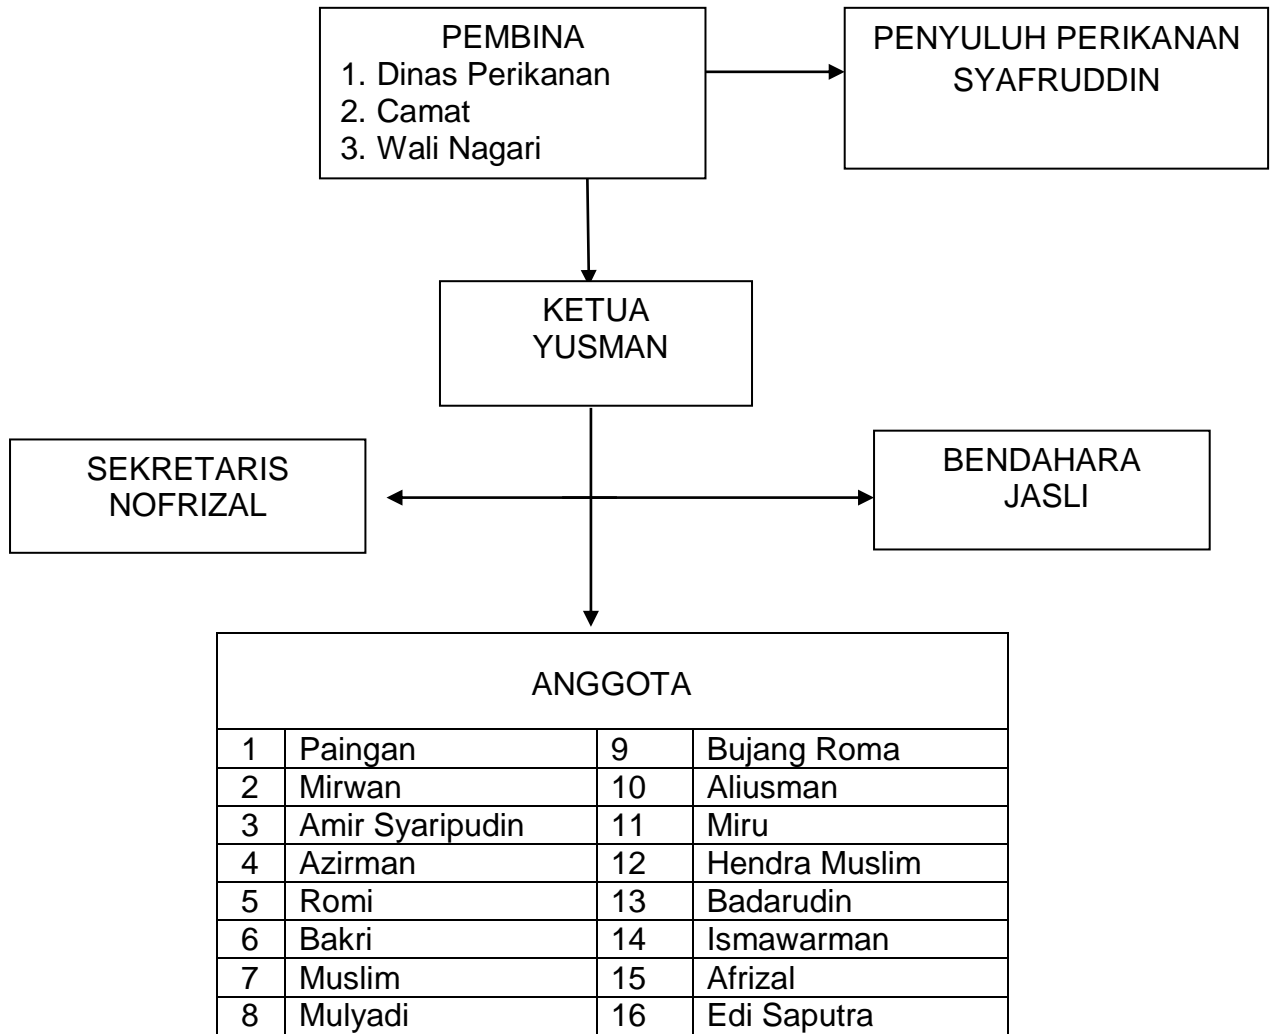 PEMBINA
1. Dinas Perikanan
2. Camat
3. Wali Nagari
PENYULUH PERIKANAN
SYAFRUDDIN
KETUA
YUSMAN
SEKRETARIS
NOFRIZAL
BENDAHARA
JASLI
ANGGOTA
1 Paingan 9 Bujang Roma
2 Mirwan 10 Aliusman
3 Amir Syaripudin 11 Miru
4 Azirman 12 Hendra Muslim
5 Romi 13 Badarudin
6 Bakri 14 Ismawarman
7 Muslim 15 Afrizal
8 Mulyadi 16 Edi Saputra